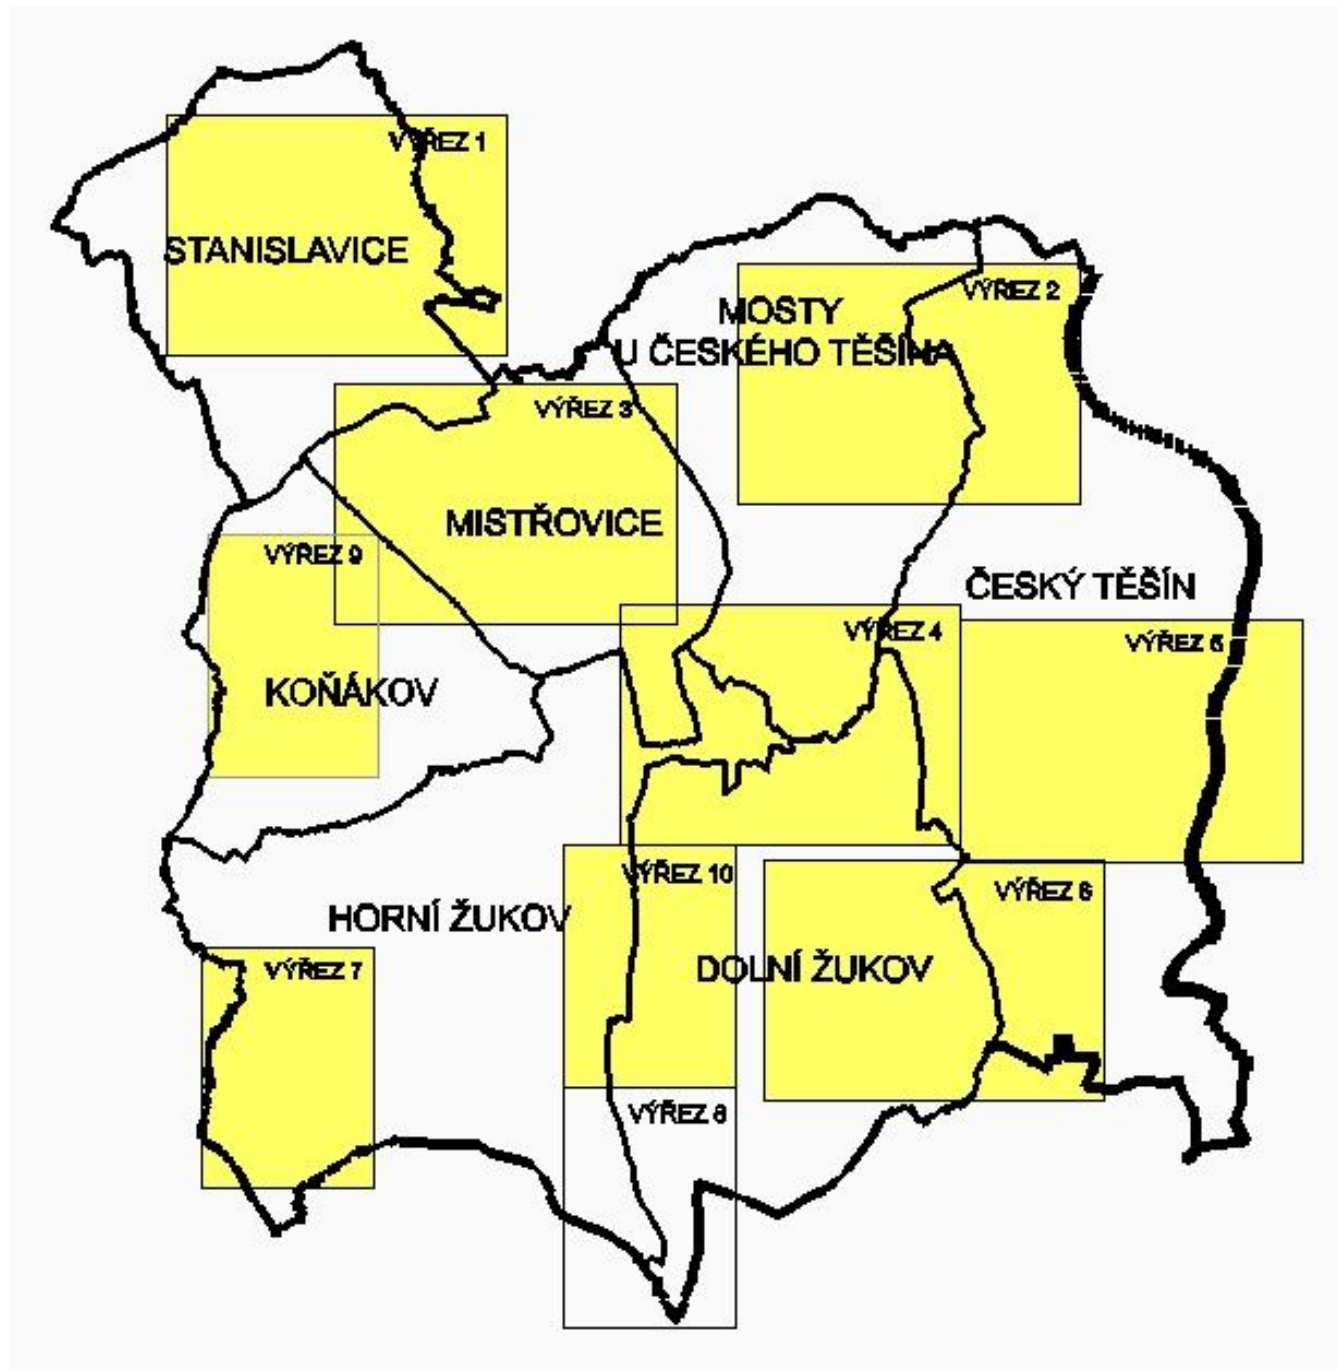 VÝŘEZ 1
STANISLAVICE
VÝŘEZ 2
MOSTY
U ČESKÉHO TĚŠÍNA
VÝŘEZ 3
MISTŘOVICE
VÝŘEZ 9
ČESKÝ TĚŠÍN
VÝŘEZ 4
VÝŘEZ 5
KOŇÁKOV
VÝŘEZ 10
VÝŘEZ 6
HORNÍ ŽUKOV
DOLNÍ ŽUKOV
VÝŘEZ 7
VÝŘEZ 8